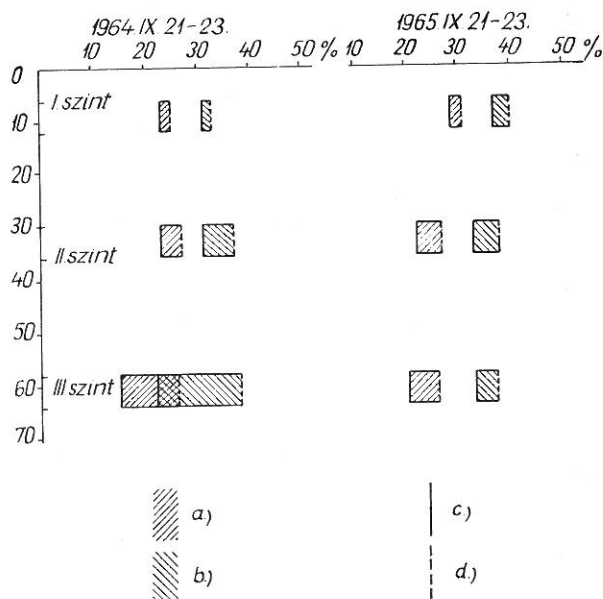 1964 IX 21-23. 1965 IX 21-23.
10 20 30 40 50 % 10 20 30 40 50 %
0
I. szint
10
20
30
II. szint
40
50
60 III szint
70
a.) c.)
b.) d.)